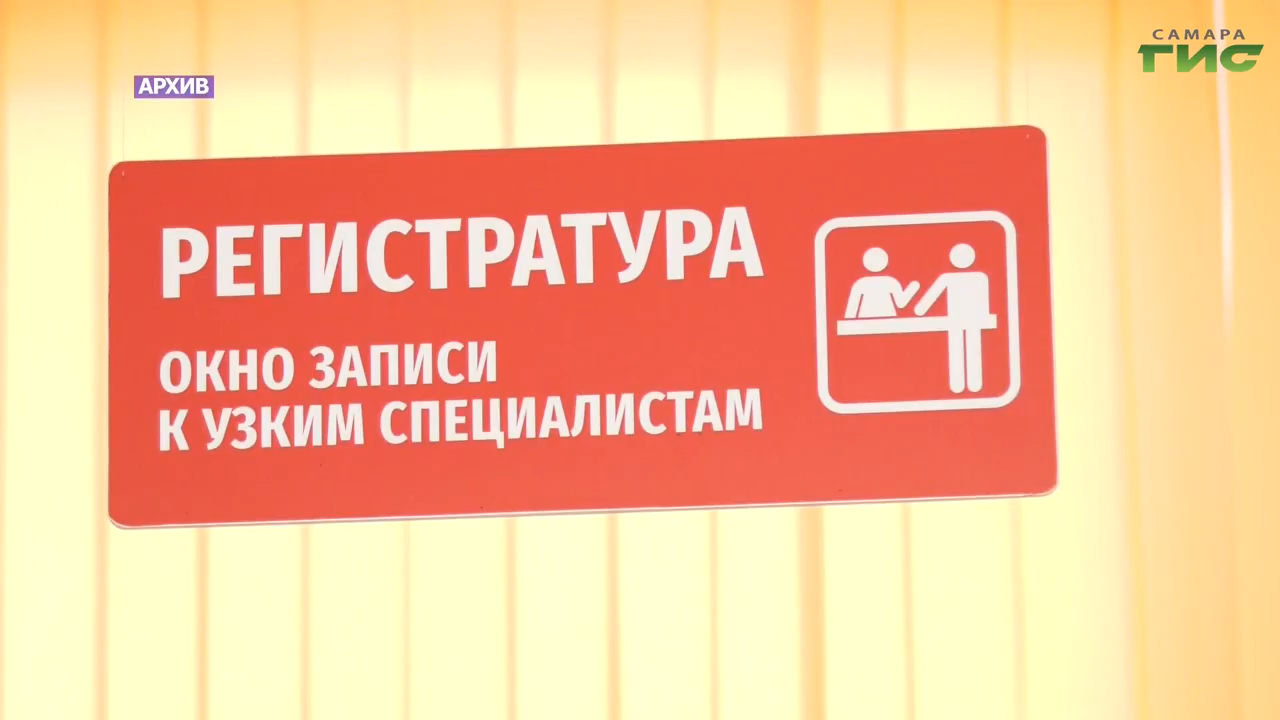 САМАРА
ГИС
АРХИВ
РЕГИСТРАТУРА
ОКНО ЗАПИСИ
К УЗКИМ СПЕЦИАЛИСТАМ